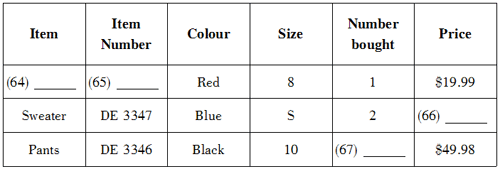 Item Item Number Colour Size Number bought Price
(64) ______ (65) ______ Red 8 1 $19.99
Sweater DE 3347 Blue S 2 (66) ______
Pants DE 3346 Black 10 (67) ______ $49.98